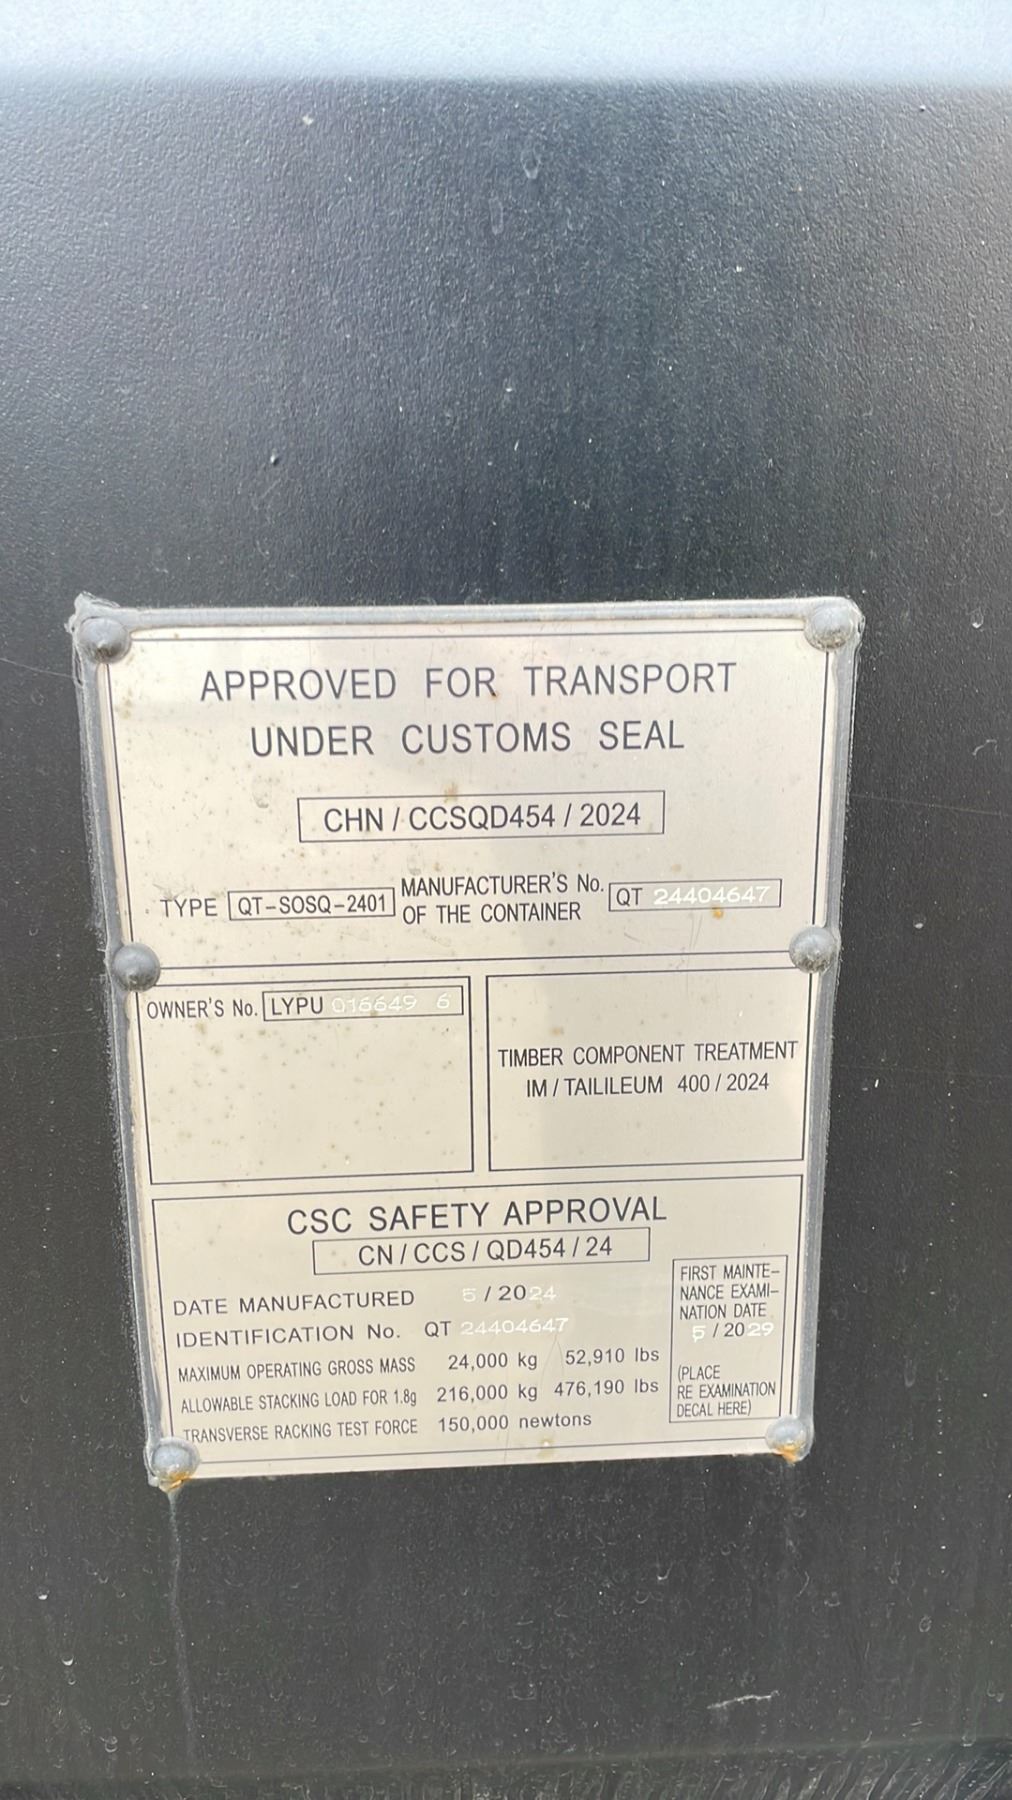 APPROVED FOR TRANSPORT
UNDER CUSTOMS SEAL
CHN / CCSQD454 / 2024
TYPE QT-SOSQ-2401 MANUFACTURER'S No. OF THE CONTAINER QT 24404647
OWNER'S No. LYPU 016649 6
TIMBER COMPONENT TREATMENT
IM / TAILILEUM 400 / 2024
CSC SAFETY APPROVAL
CN / CCS / QD454 / 24
DATE MANUFACTURED 5 / 2024
IDENTIFICATION No. QT 24404647
MAXIMUM OPERATING GROSS MASS 24,000 kg 52,910 lbs
ALLOWABLE STACKING LOAD FOR 1.8g 216,000 kg 476,190 lbs
TRANSVERSE RACKING TEST FORCE 150,000 newtons
FIRST MAINTE-
NANCE EXAMI-
NATION DATE
5 / 2029
(PLACE
RE EXAMINATION
DECAL HERE)